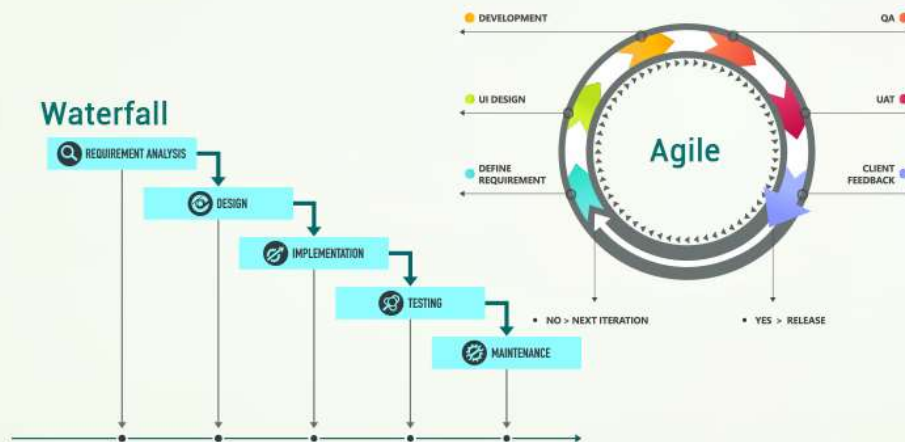 Waterfall
REQUIREMENT ANALYSIS
DESIGN
IMPLEMENTATION
TESTING
MAINTENANCE
DEVELOPMENT
QA
UI DESIGN
UAT
Agile
DEFINE
REQUIREMENT
CLIENT
FEEDBACK
• NO > NEXT ITERATION
• YES > RELEASE